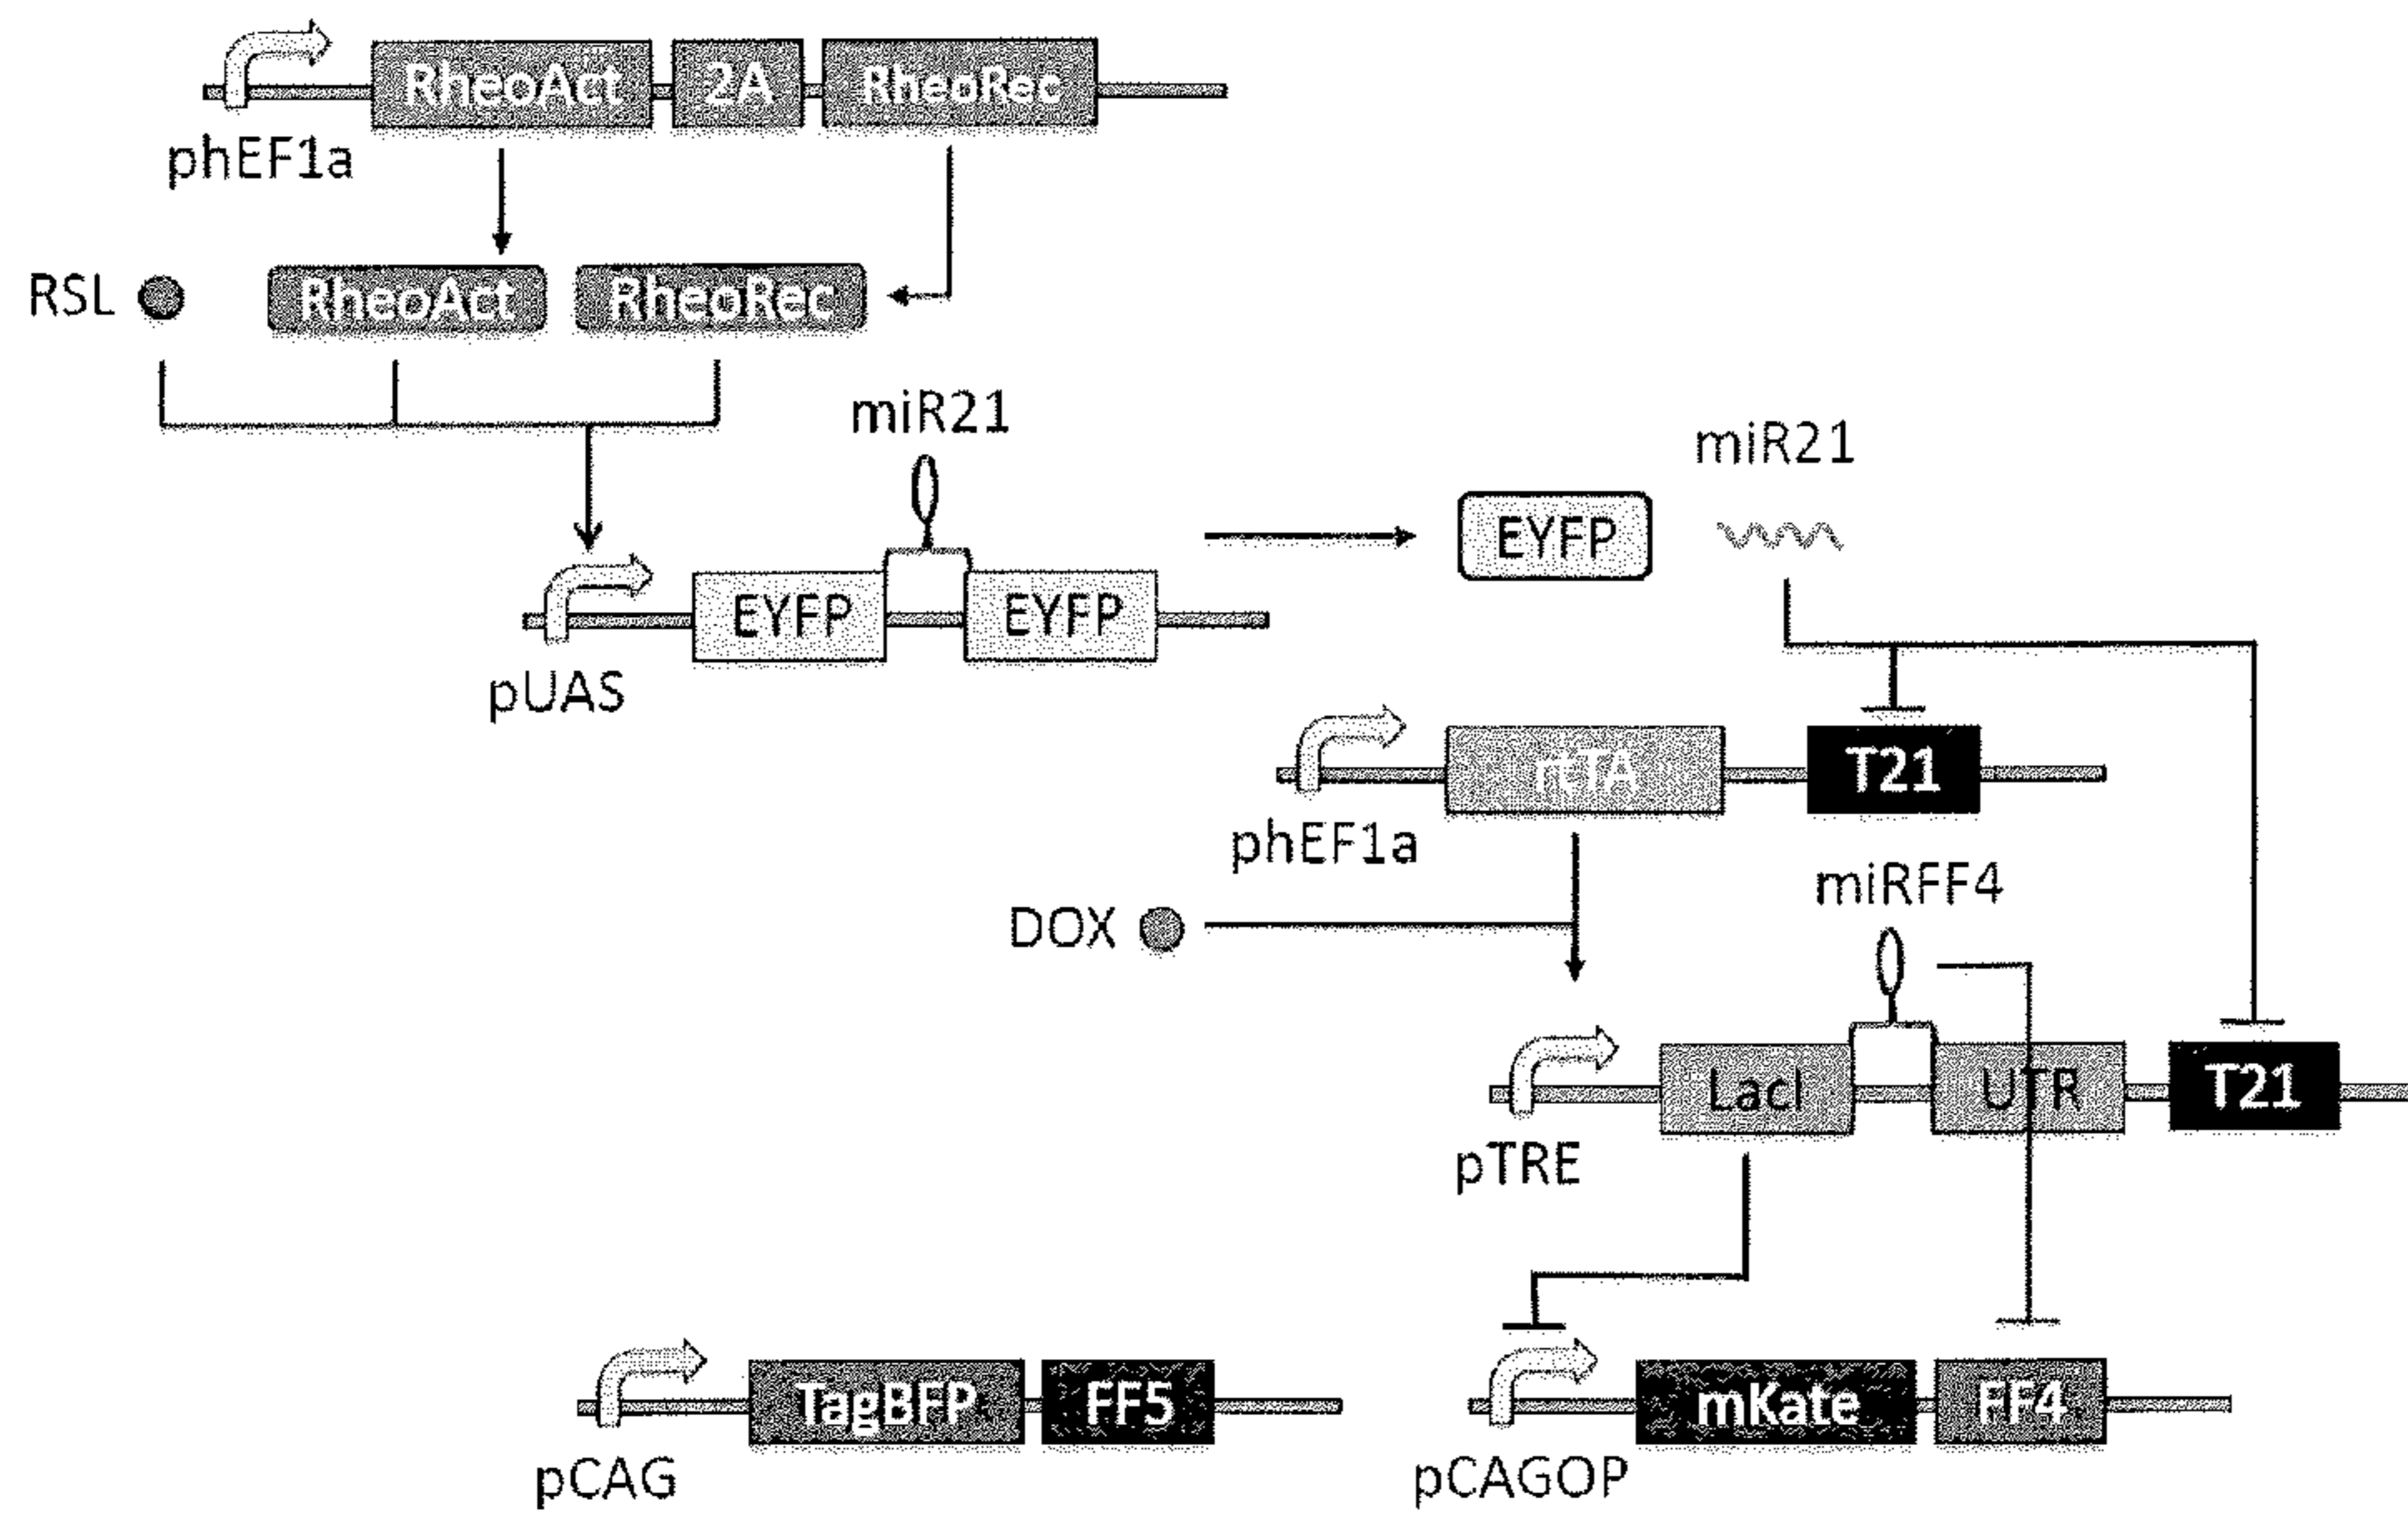 RheoAct 2A RheoRec
phEF1a
RSL RheoAct RheoRec
miR21
miR21
EYFP
EYFP EYFP
pUAS
rtTA T21
phEF1a
miRFF4
DOX
LacI UTR T21
pTRE
TagBFP FF5 mKate FF4
pCAG pCAGOP